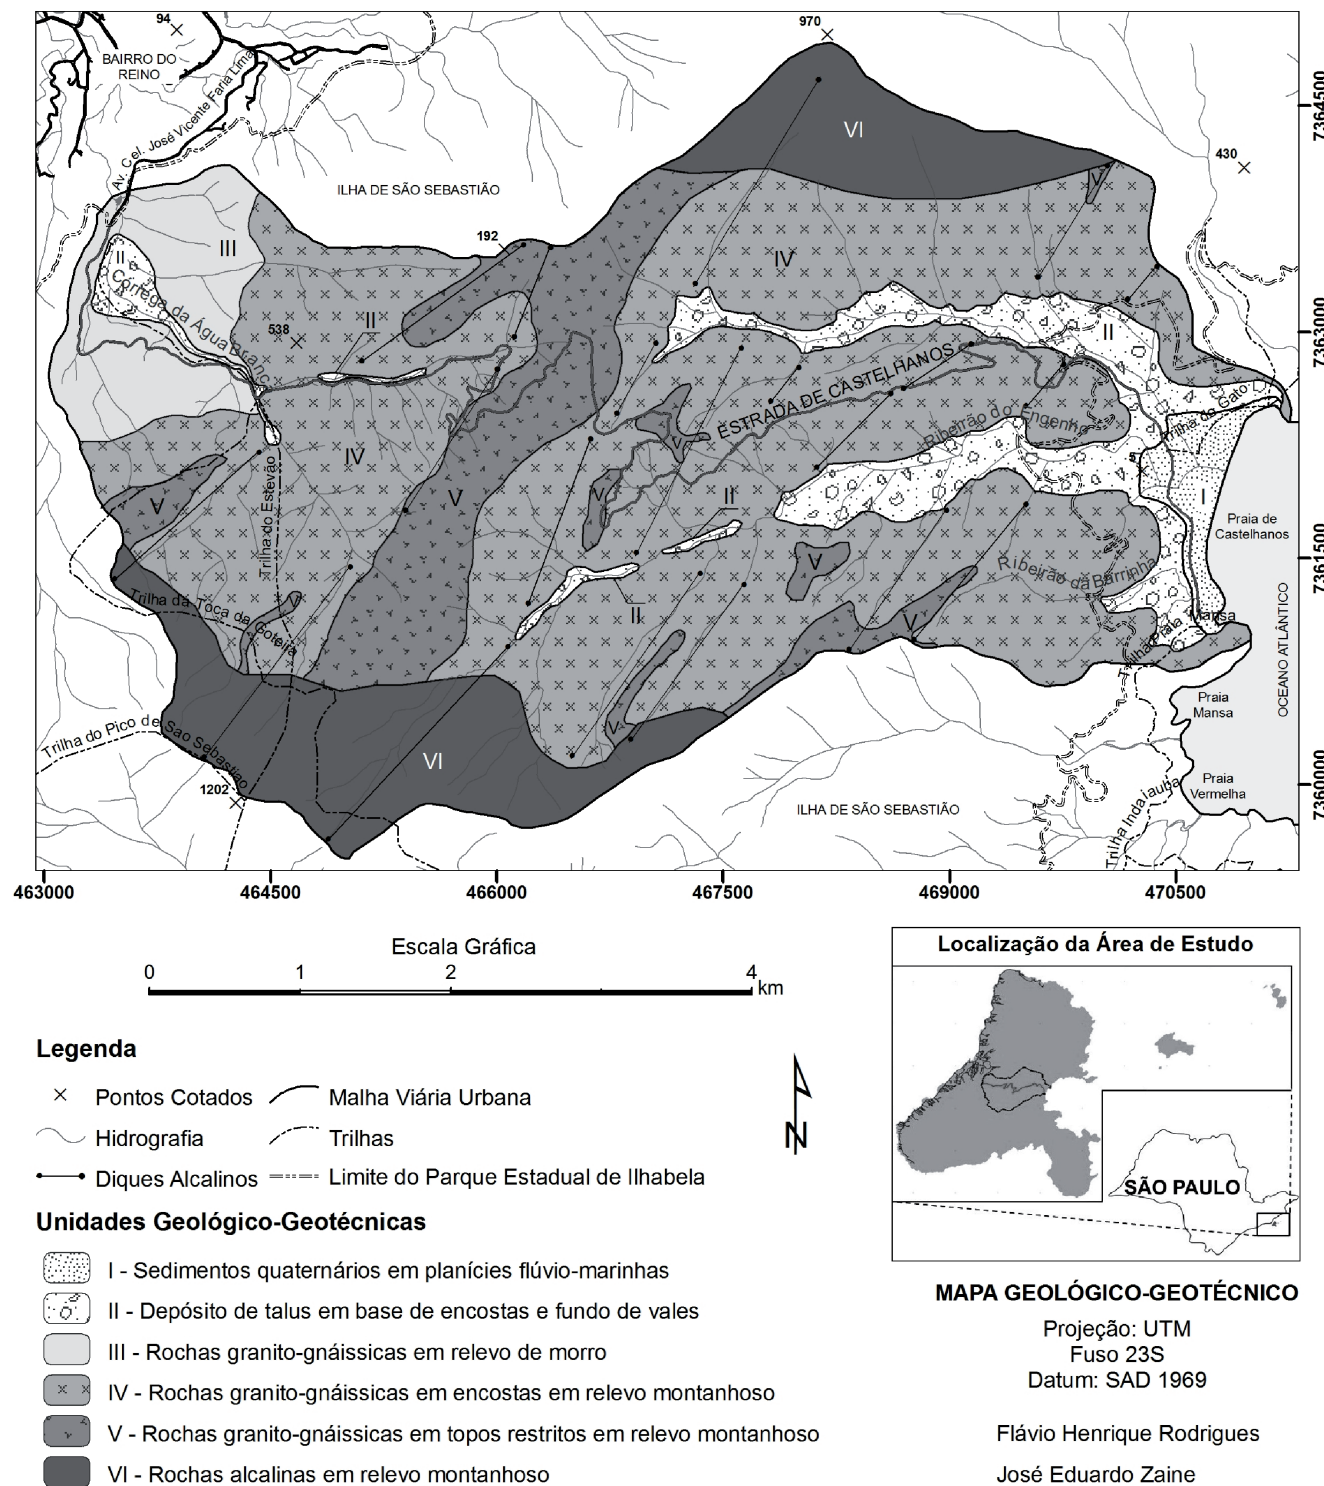 94
970
BAIRRO DO
REINO
Av. Cel. José Vicente Faria Lima
7364500
VI
430
V
ILHA DE SÃO SEBASTIÃO
192
III
II
IV
Córrego da Água Branca
538
II
II
7363000
ESTRADA DE CASTELHANOS
Trilha do Gato
Ribeirão do Engenho
V
IV
V
V
II
5
I
V
Praia de
Castelhanos
Trilha do Estevão
7361500
V
Ribeirão da Barrinha
Trilha da Toca da Goteira
V
II
V
Trilha Praia Mansa
OCEANO ATLÂNTICO
Praia
Mansa
Trilha do Pico de Sao Sebastião
V
VI
1202
Praia
Vermelha
ILHA DE SÃO SEBASTIÃO
Trilha Indaiauba
7360000
463000
464500
466000
467500
469000
470500
Escala Gráfica
0
1
2
4
km
Localização da Área de Estudo
SÃO PAULO
Legenda
Pontos Cotados
Malha Viária Urbana
Hidrografia
Trilhas
Diques Alcalinos
Limite do Parque Estadual de Ilhabela
N
Unidades Geológico-Geotécnicas
I - Sedimentos quaternários em planícies flúvio-marinhas
II - Depósito de talus em base de encostas e fundo de vales
III - Rochas granito-gnáissicas em relevo de morro
IV - Rochas granito-gnáissicas em encostas em relevo montanhoso
V - Rochas granito-gnáissicas em topos restritos em relevo montanhoso
VI - Rochas alcalinas em relevo montanhoso
MAPA GEOLÓGICO-GEOTÉCNICO
Projeção: UTM
Fuso 23S
Datum: SAD 1969
Flávio Henrique Rodrigues
José Eduardo Zaine